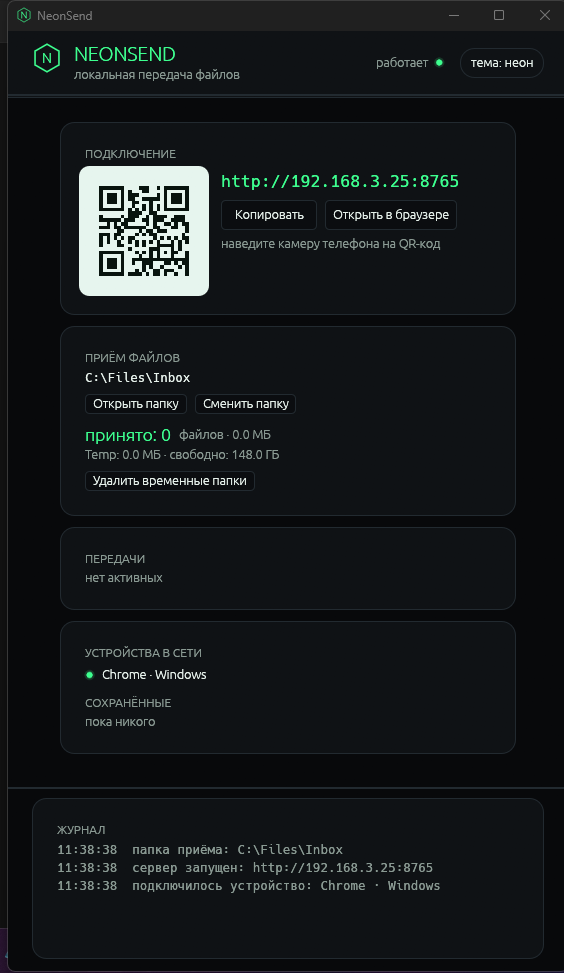 NeonSend
N
NEONSEND
локальная передача файлов
работает
тема: неон
ПОДКЛЮЧЕНИЕ
http://192.168.3.25:8765
Копировать
Открыть в браузере
наведите камеру телефона на QR-код
ПРИЁМ ФАЙЛОВ
C:\Files\Inbox
Открыть папку
Сменить папку
принято: 0 файлов · 0.0 МБ
Temp: 0.0 МБ · свободно: 148.0 ГБ
Удалить временные папки
ПЕРЕДАЧИ
нет активных
УСТРОЙСТВА В СЕТИ
Chrome · Windows
СОХРАНЁННЫЕ
пока никого
ЖУРНАЛ
11:38:38 папка приёма: C:\Files\Inbox
11:38:38 сервер запущен: http://192.168.3.25:8765
11:38:38 подключилось устройство: Chrome · Windows